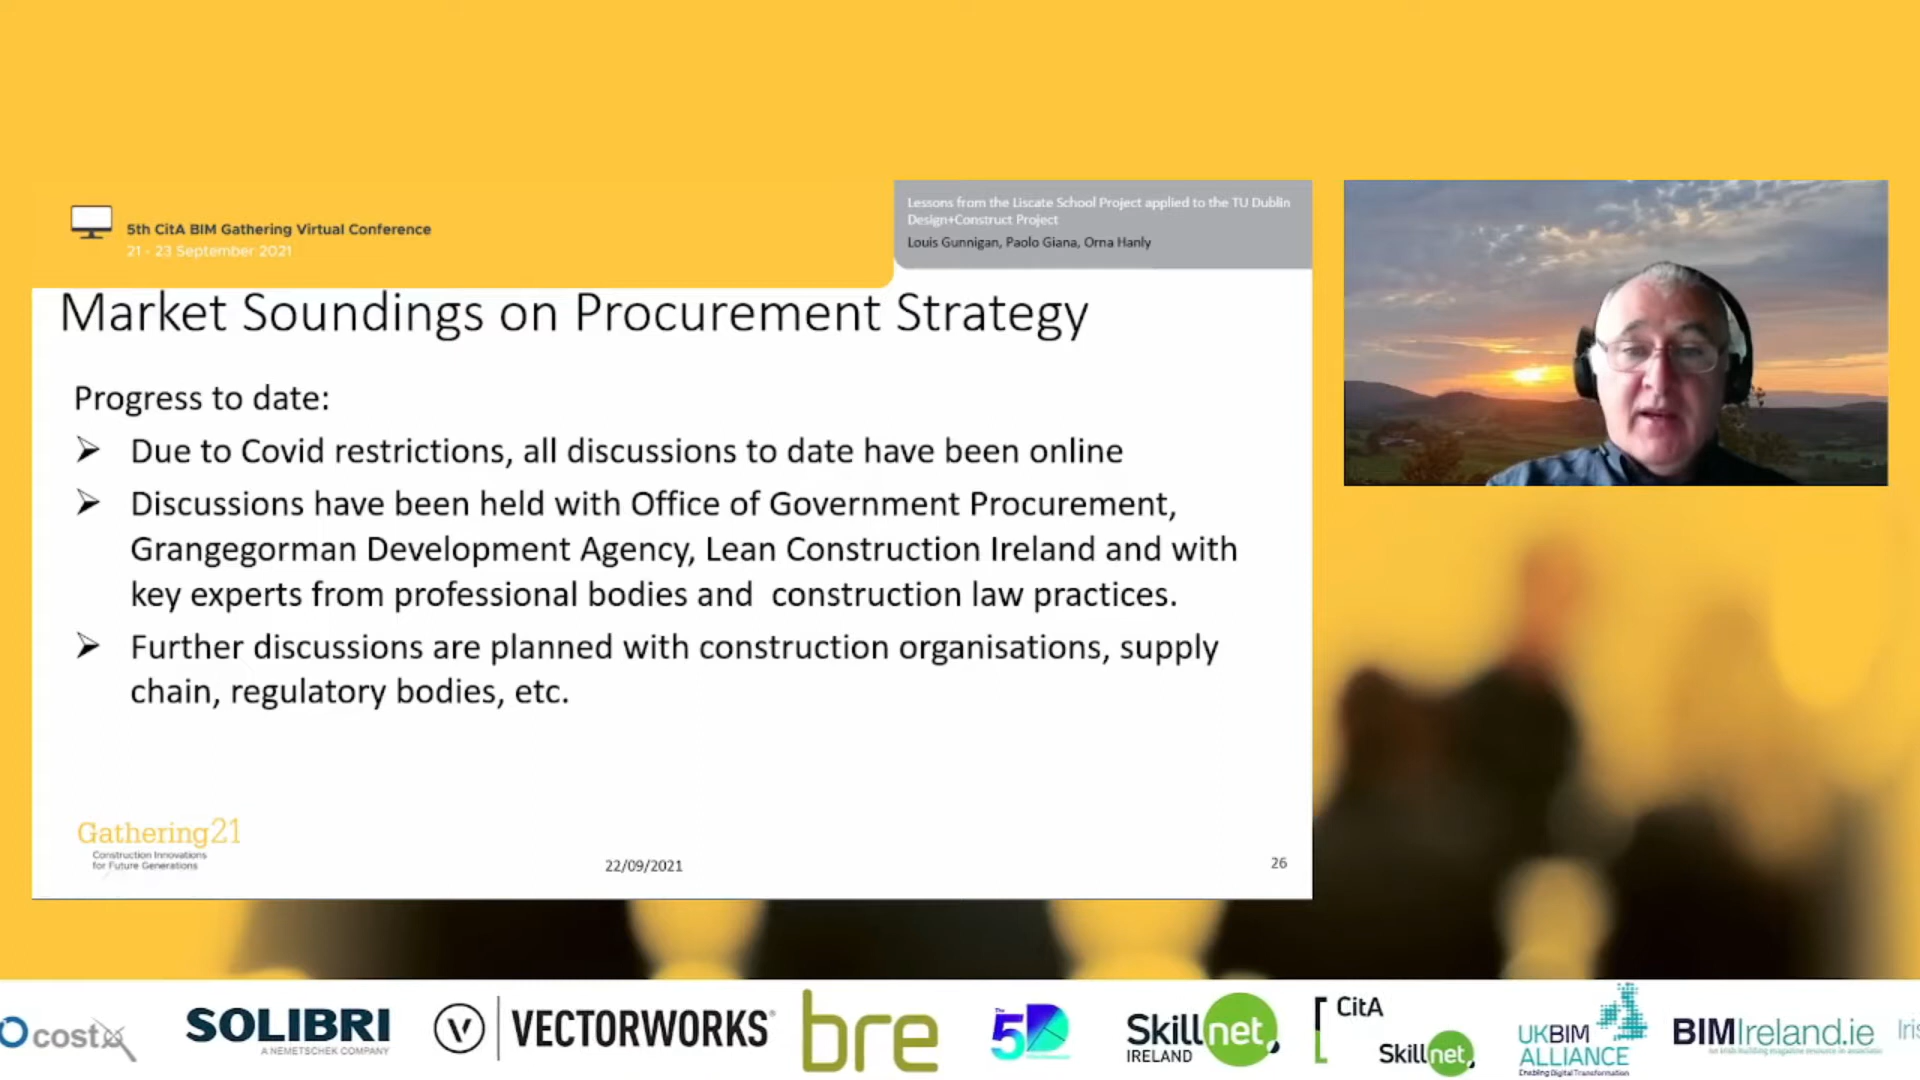 5th CitA BIM Gathering Virtual Conference
21 - 23 September 2021
Lessons from the Liscate School Project applied to the TU Dublin
Design+Construct Project
Louis Gunnigan, Paolo Giana, Orna Hanly
Market Soundings on Procurement Strategy
Progress to date:
➢ Due to Covid restrictions, all discussions to date have been online
➢ Discussions have been held with Office of Government Procurement,
Grangegorman Development Agency, Lean Construction Ireland and with
key experts from professional bodies and construction law practices.
➢ Further discussions are planned with construction organisations, supply
chain, regulatory bodies, etc.
Gathering21
Construction Innovations
for Future Generations
22/09/2021
26
costx
SOLIBRI
A NEMETSCHEK COMPANY
V VECTORWORKS®
bre
The 5D
Skillnet
IRELAND
CitA
Skillnet
UKBIM
ALLIANCE
Enabling Digital Transformation
BIMIreland.ie